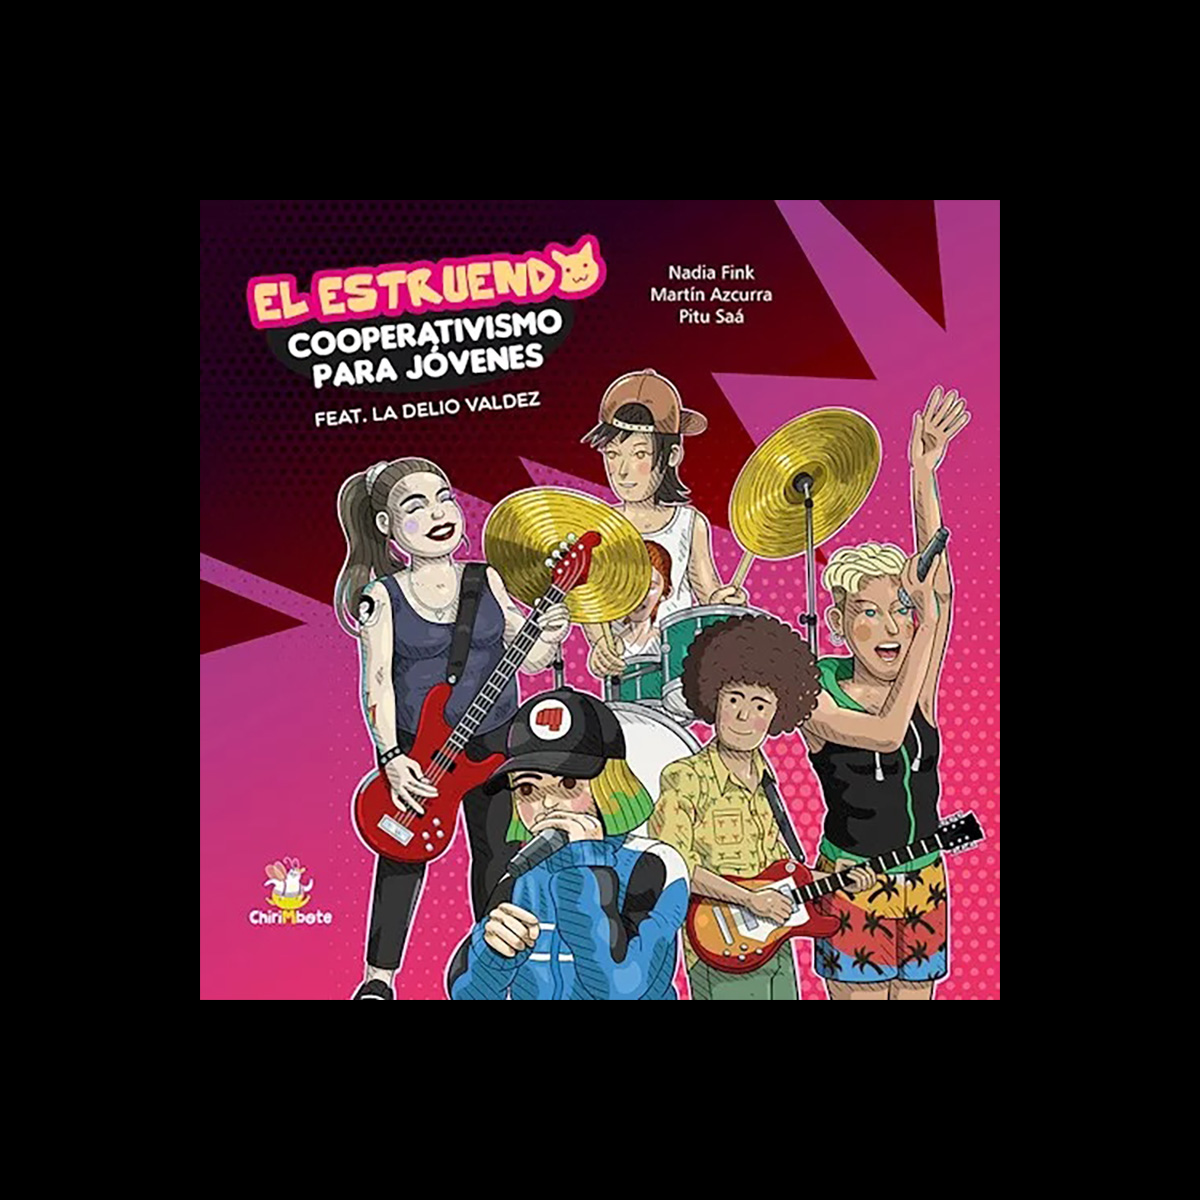 EL ESTRUENDO
COOPERATIVISMO
PARA JÓVENES
FEAT. LA DELIO VALDEZ
Nadia Fink
Martín Azcurra
Pitu Saá
ChiriMbote